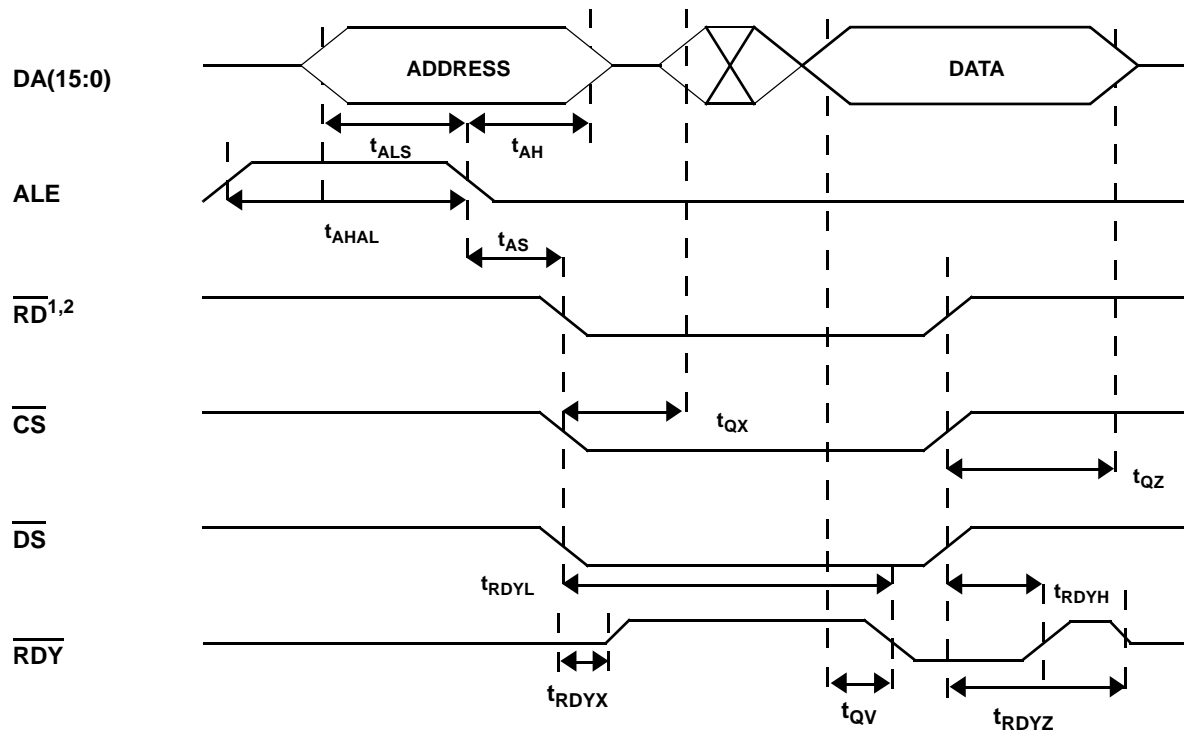 DA(15:0)
ADDRESS
DATA
tALS
tAH
ALE
tAHAL
tAS
RD1,2
CS
tQX
tQZ
DS
tRDYL
tRDYH
RDY
tRDYX
tQV
tRDYZ